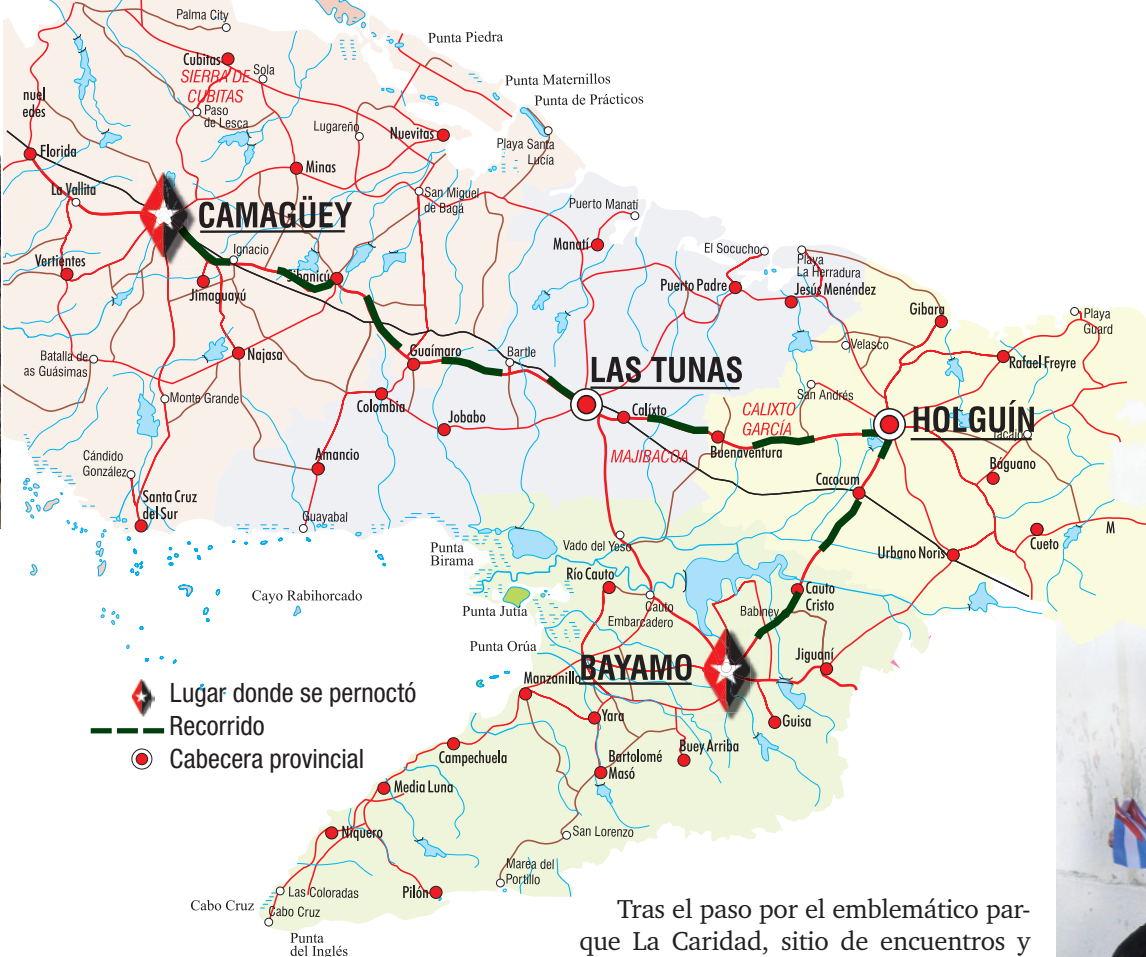 Palma City
Punta Piedra
Cubitas
SIERRA DE
CUBITAS
Sola
Punta Maternillos
Punta de Prácticos
nuel
edes
Paso
de Lesca
Lugareño
Nuevitas
Playa Santa
Lucía
Florida
Minas
La Vallita
San Miguel
de Bagá
CAMAGÜEY
Puerto Manatí
Ignacio
Manatí
El Socucho
Playa
La Herradura
Vertientes
Jimaguayú
Sibanicú
Puerto Padre
Jesús Menéndez
Gibara
Playa
Guard
Batalla de
as Guásimas
Najasa
Guaímaro
Bartle
Velasco
Rafael Freyre
LAS TUNAS
Monte Grande
Colombia
Jobabo
Calixto
San Andrés
CALIXTO
GARCÍA
HOLGUÍN
Buenaventura
MAJIBACOA
Cándido
González
Amancio
Báguano
Cacocum
Santa Cruz
del Sur
Guayabal
Cueto
M
Punta
Birama
Vado del Yeso
Urbano Noris
Río Cauto
Cauto
Cristo
Cayo Rabihorcado
Punta Jutía
Cauto
Embarcadero
Babiney
Punta Orúa
BAYAMO
Jiguaní
Manzanillo
Lugar donde se pernoctó
Recorrido
Cabecera provincial
Yara
Guisa
Campechuela
Bartolomé
Masó
Buey Arriba
Media Luna
Niquero
San Lorenzo
Marea del
Portillo
Las Coloradas
Pilón
Cabo Cruz
Cabo Cruz
Punta
del Inglés
Tras el paso por el emblemático par-
que La Caridad, sitio de encuentros y